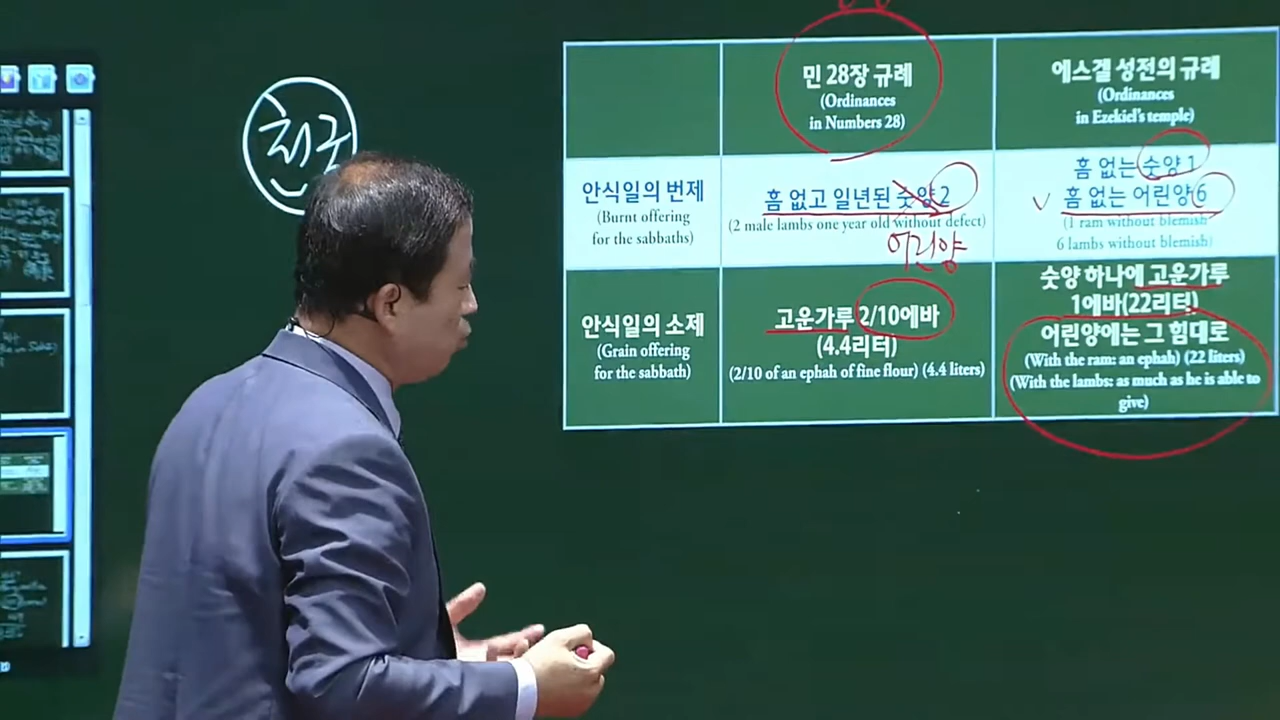 천국
민 28장 규례
(Ordinances
in Numbers 28)
에스겔 성전의 규례
(Ordinances
in Ezekiel's temple)
안식일의 번제
(Burnt offering
for the sabbaths)
흠 없고 일년된 숫양 2
(2 male lambs one year old without defect)
어린양
흠 없는 숫양 1
v 흠 없는 어린양 6
(1 ram without blemish
6 lambs without blemish)
안식일의 소제
(Grain offering
for the sabbath)
고운가루 2/10에바
(4.4리터)
(2/10 of an ephah of fine flour) (4.4 liters)
숫양 하나에 고운가루
1에바(22리터)
어린양에는 그 힘대로
(With the ram: an ephah) (22 liters)
(With the lambs: as much as he is able to
give)